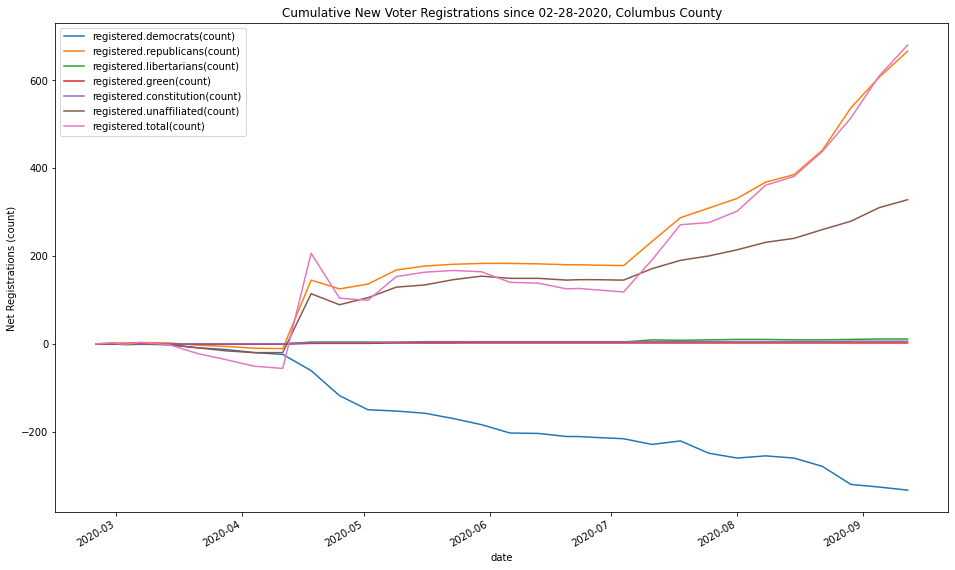 Cumulative New Voter Registrations since 02-28-2020, Columbus County
registered.democrats(count)
registered.republicans(count)
registered.libertarians(count)
registered.green(count)
registered.constitution(count)
registered.unaffiliated(count)
registered.total(count)
Net Registrations (count)
600
400
200
0
−200
2020-03
2020-04
2020-05
2020-06
2020-07
2020-08
2020-09
date